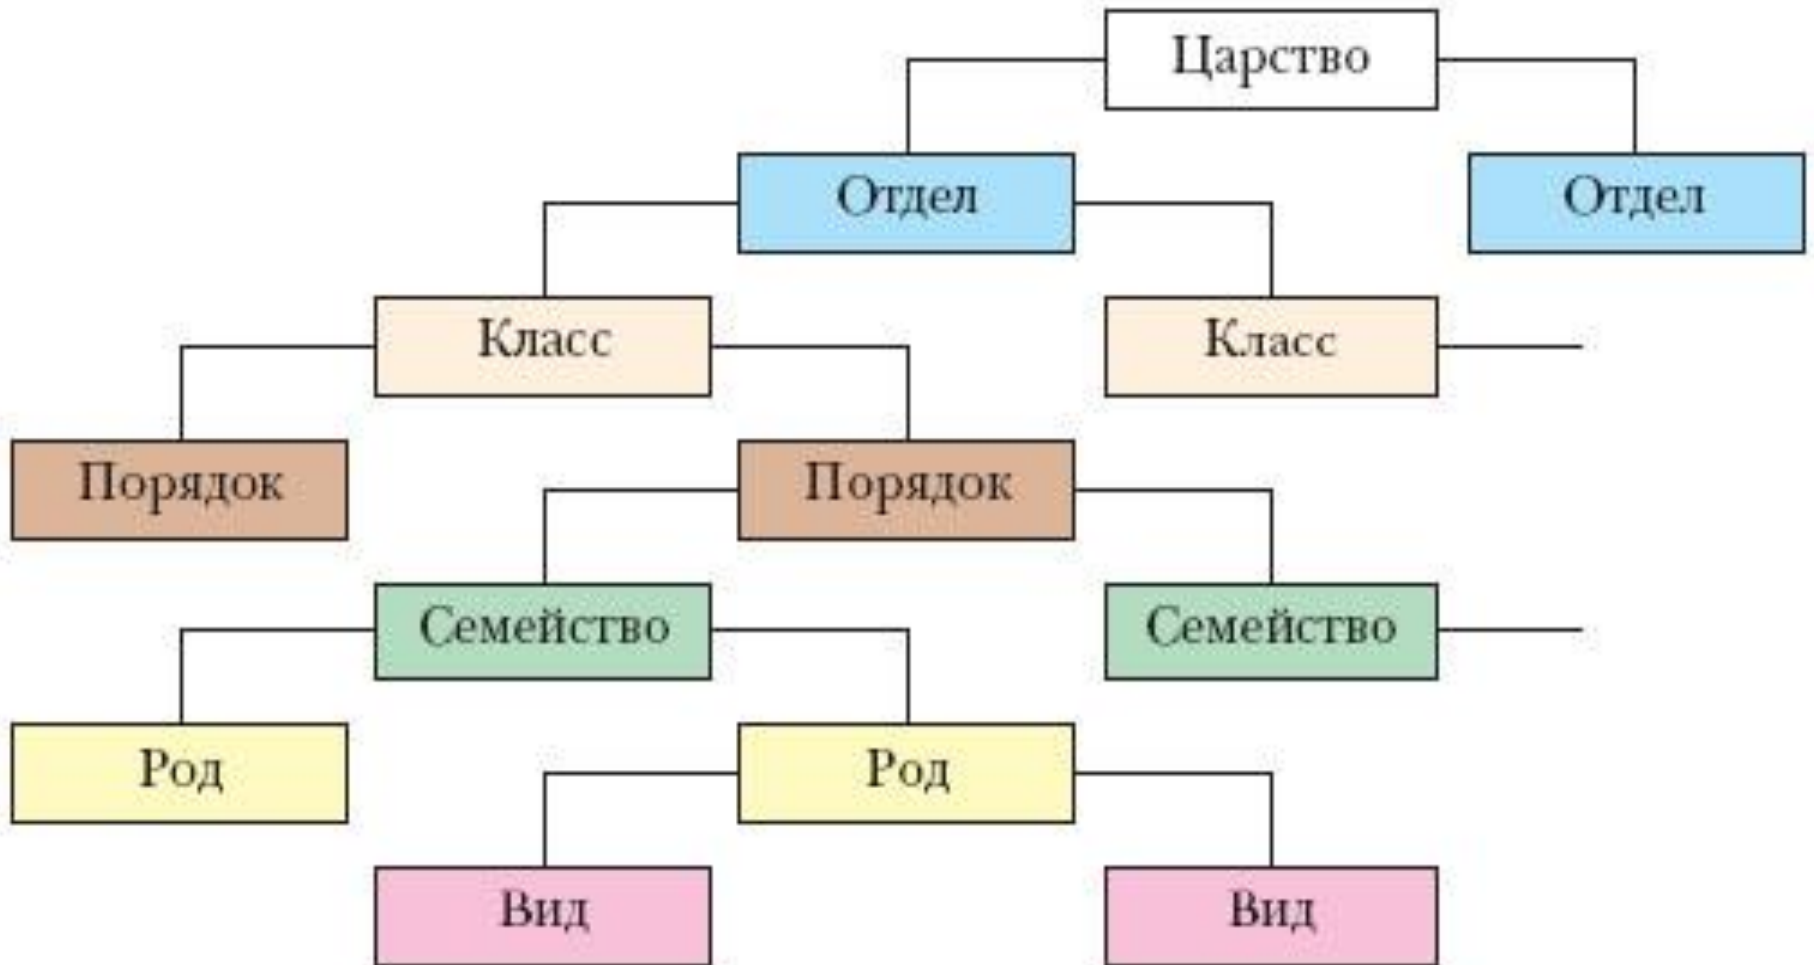 Царство
Отдел
Отдел
Класс
Класс
Порядок
Порядок
Семейство
Семейство
Род
Род
Вид
Вид